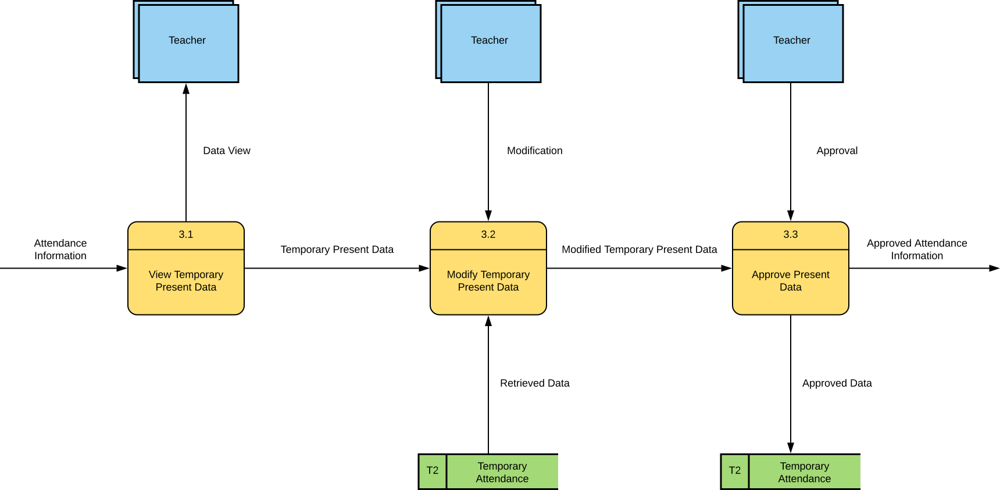 Teacher
Teacher
Teacher
Data View
Modification
Approval
Attendance
Information
3.1
View Temporary
Present Data
Temporary Present Data
3.2
Modify Temporary
Present Data
Modified Temporary Present Data
3.3
Approve Present
Data
Approved Attendance
Information
Retrieved Data
Approved Data
T2
Temporary
Attendance
T2
Temporary
Attendance